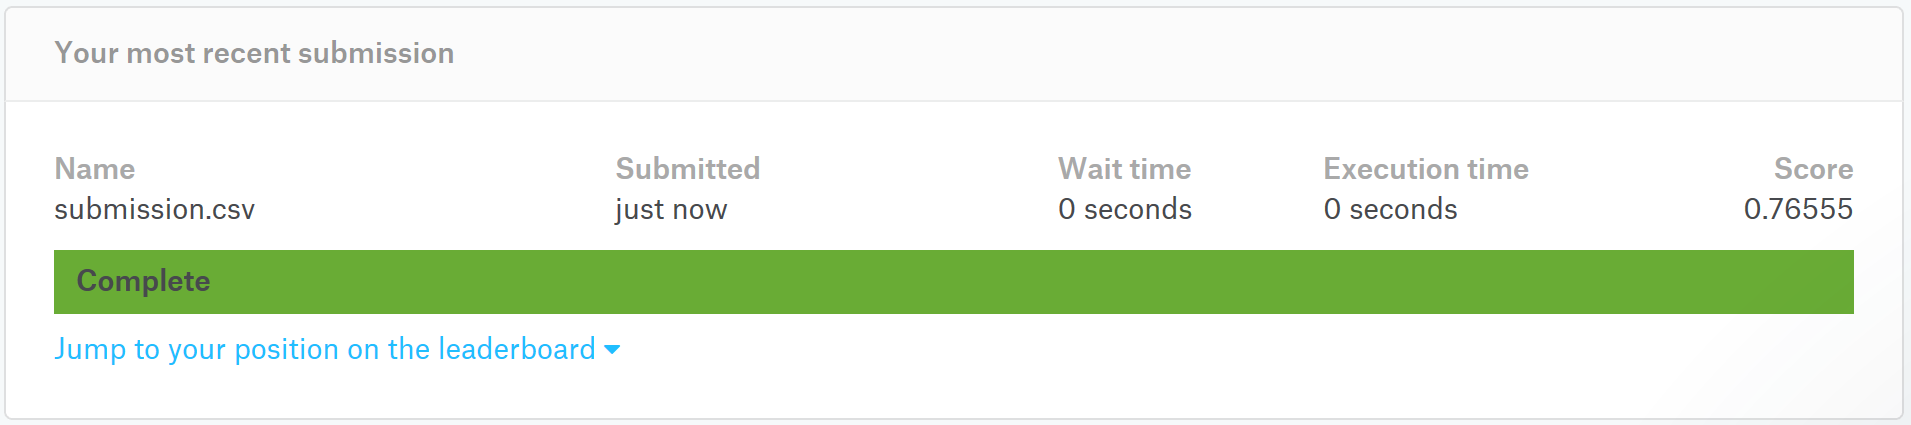 Your most recent submission
Name Submitted Wait time Execution time Score
submission.csv just now 0 seconds 0 seconds 0.76555
Complete
Jump to your position on the leaderboard